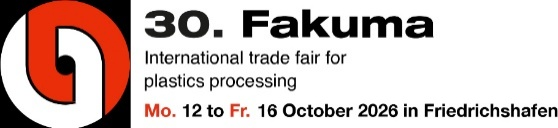 30. Fakuma
International trade fair for
plastics processing
Mo. 12 to Fr. 16 October 2026 in Friedrichshafen